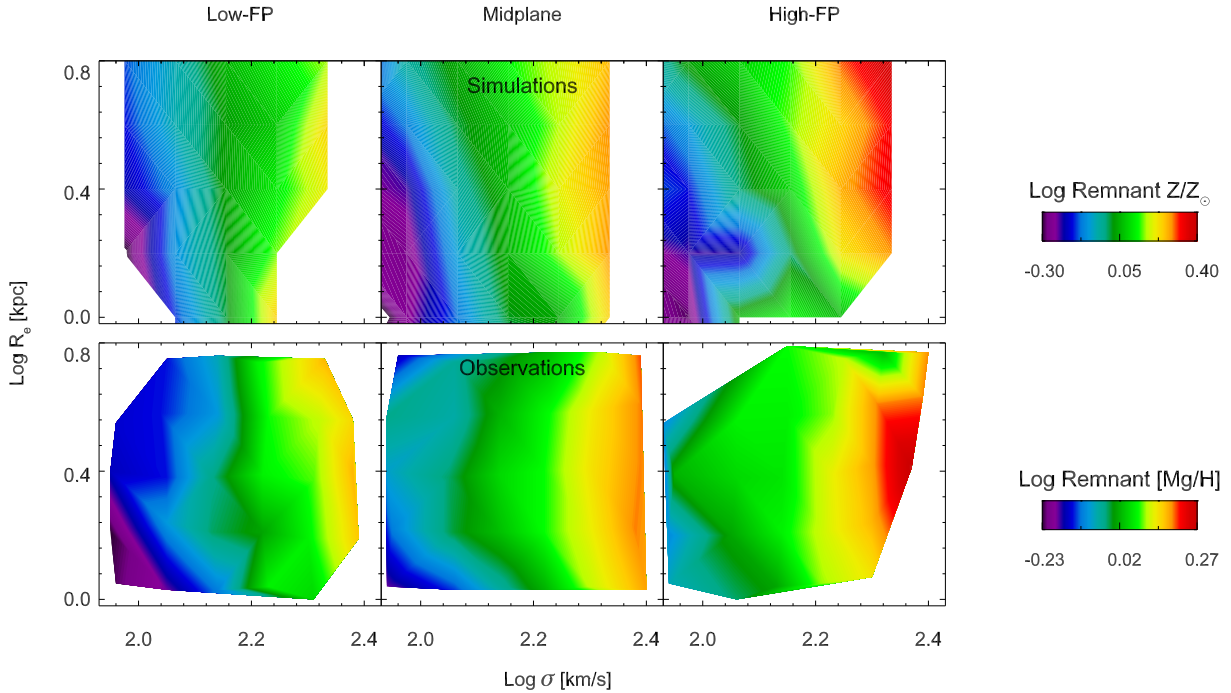 Low-FP Midplane High-FP
Simulations
0.8
0.4
0.0
Log Remnant Z/Z☉
-0.30 0.05 0.40
Log Rₑ [kpc]
Observations
0.8
0.4
0.0
Log Remnant [Mg/H]
-0.23 0.02 0.27
2.0 2.2 2.4 2.0 2.2 2.4 2.0 2.2 2.4
Log σ [km/s]